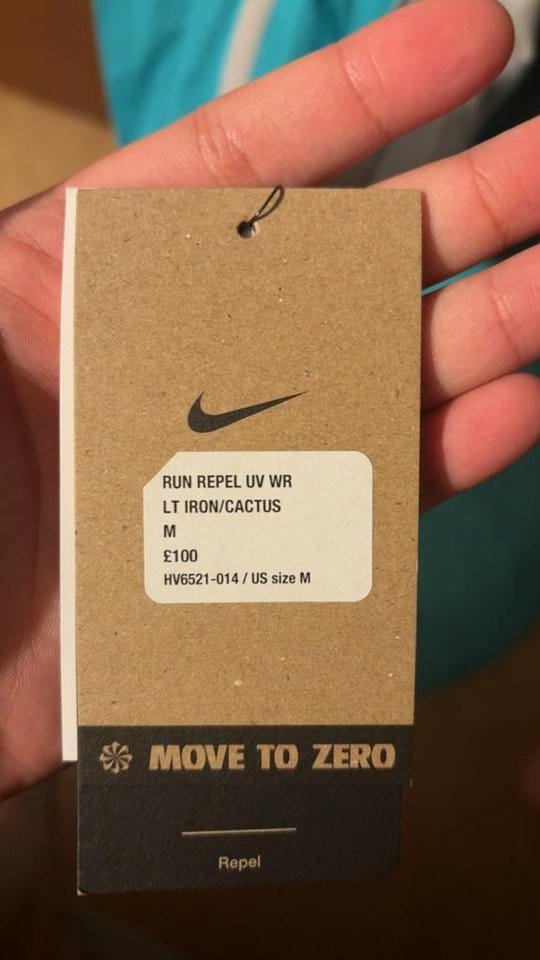 RUN REPEL UV WR
LT IRON/CACTUS
M
£100
HV6521-014 / US size M
MOVE TO ZERO
Repel